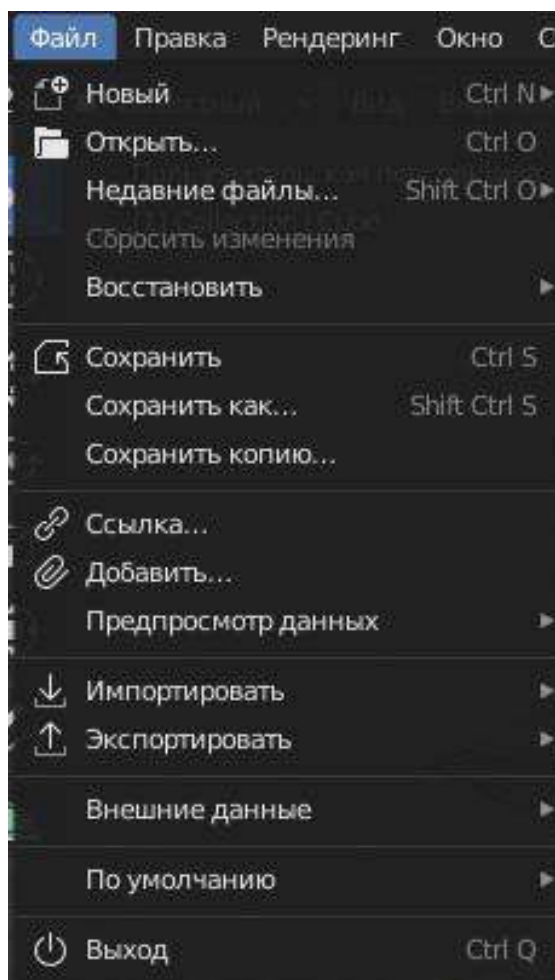 Файл Правка Рендеринг Окно С
Новый Ctrl N
Открыть... Ctrl O
Недавние файлы... Shift Ctrl O
Сбросить изменения
Восстановить
Сохранить Ctrl S
Сохранить как... Shift Ctrl S
Сохранить копию...
Ссылка...
Добавить...
Предпросмотр данных
Импортировать
Экспортировать
Внешние данные
По умолчанию
Выход Ctrl Q